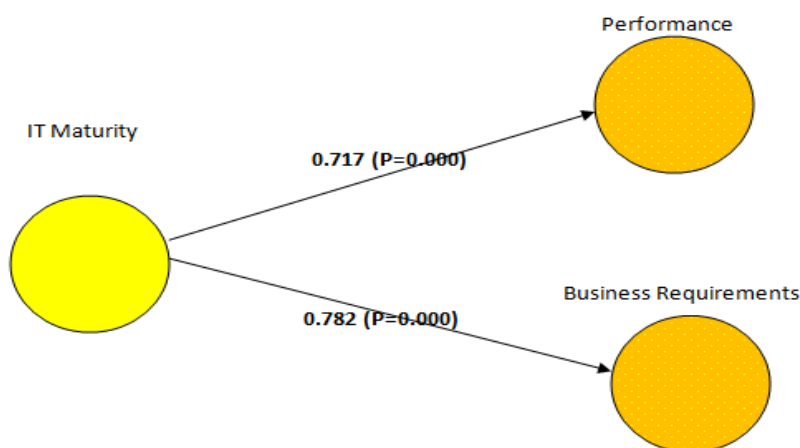 Performance
IT Maturity
0.717 (P=0.000)
Business Requirements
0.782 (P=0.000)